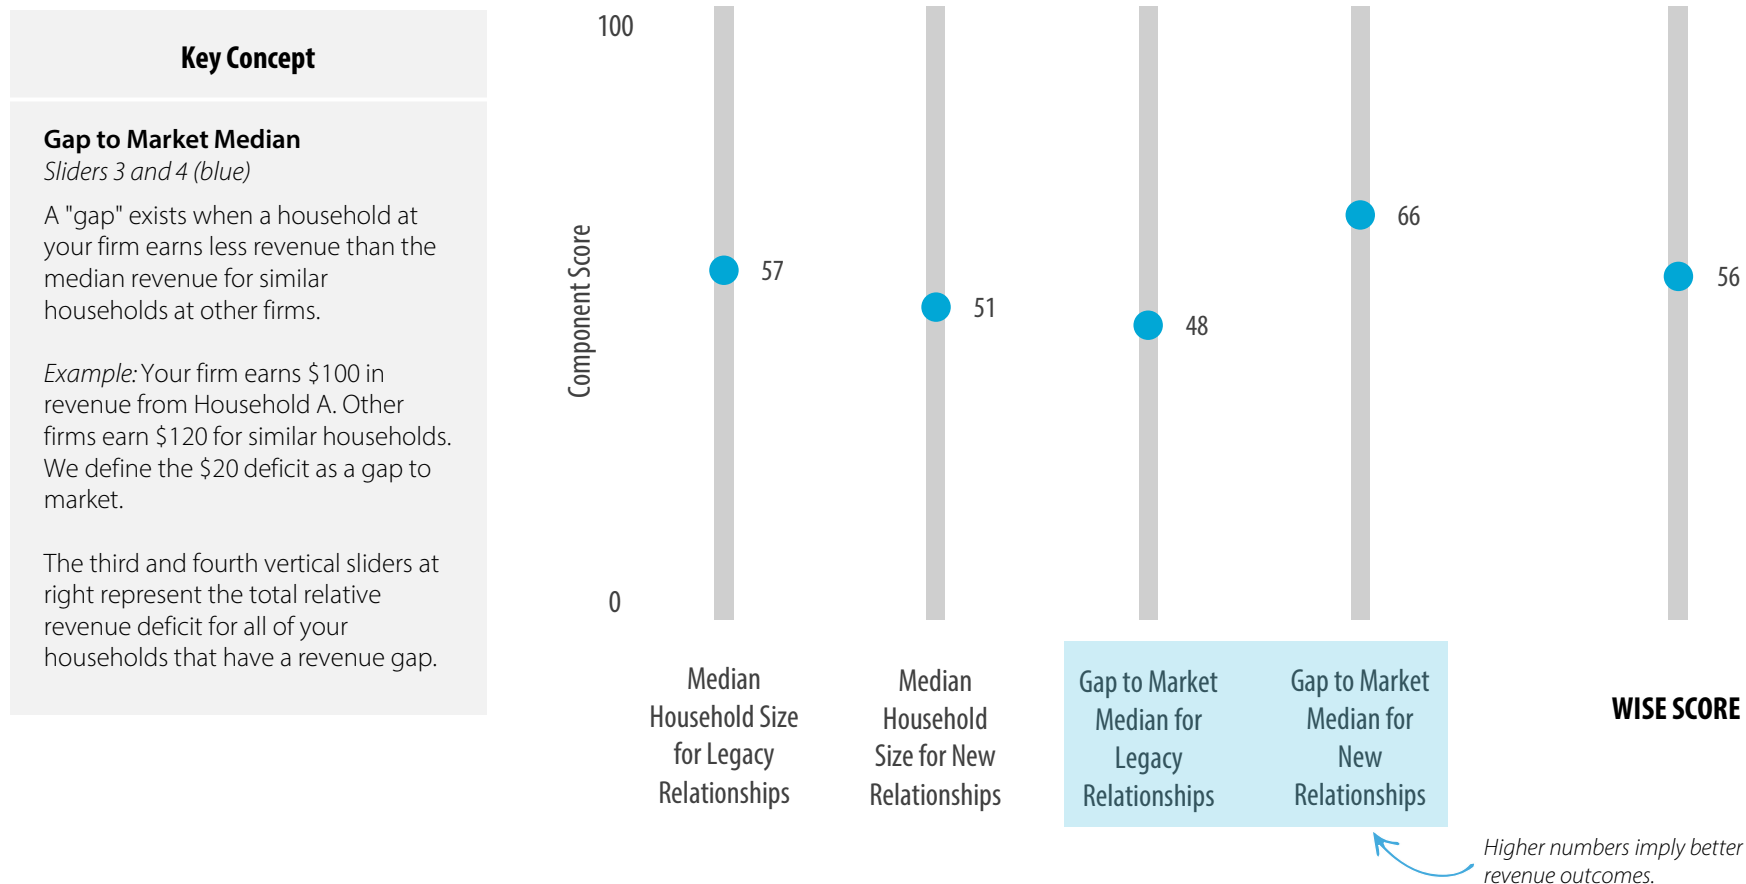 Key Concept
Gap to Market Median
Sliders 3 and 4 (blue)
A "gap" exists when a household at
your firm earns less revenue than the
median revenue for similar
households at other firms.
Example: Your firm earns $100 in
revenue from Household A. Other
firms earn $120 for similar households.
We define the $20 deficit as a gap to
market.
The third and fourth vertical sliders at
right represent the total relative
revenue deficit for all of your
households that have a revenue gap.
100
Component Score
0
57
51
48
66
56
Median
Household Size
for Legacy
Relationships
Median
Household
Size for New
Relationships
Gap to Market
Median for
Legacy
Relationships
Gap to Market
Median for
New
Relationships
WISE SCORE
Higher numbers imply better
revenue outcomes.